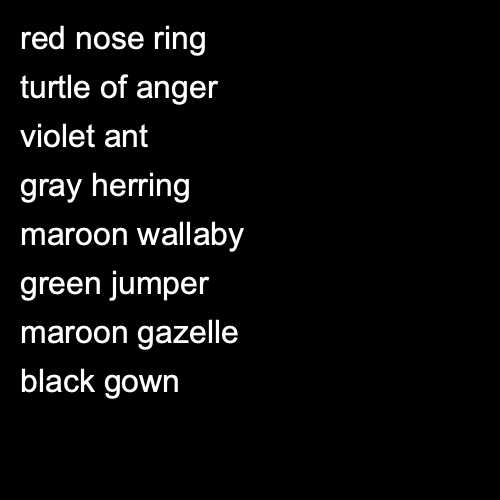 red nose ring
turtle of anger
violet ant
gray herring
maroon wallaby
green jumper
maroon gazelle
black gown